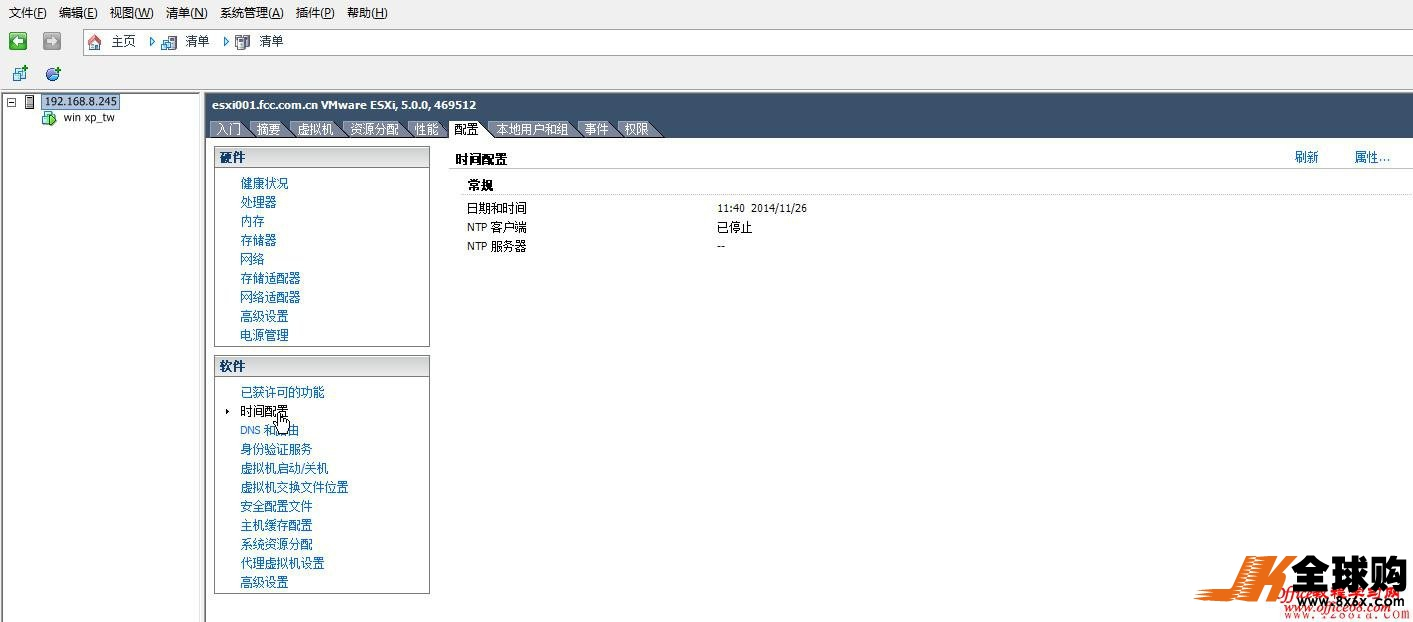 文件(F) 编辑(E) 视图(W) 清单(N) 系统管理(A) 插件(P) 帮助(H)
主页 清单 清单
192.168.8.245
win xp_tw
esxi001.fcc.com.cn VMware ESXi, 5.0.0, 469512
入门 摘要 虚拟机 资源分配 性能 配置 本地用户和组 事件 权限
硬件
健康状况
处理器
内存
存储器
网络
存储适配器
网络适配器
高级设置
电源管理
软件
已获许可的功能
时间配置
DNS 和 由
身份验证服务
虚拟机启动/关机
虚拟机交换文件位置
安全配置文件
主机缓存配置
系统资源分配
代理虚拟机设置
高级设置
时间配置 刷新 属性...
常规
日期和时间 11:40 2014/11/26
NTP 客户端 已停止
NTP 服务器 --
JK全球购
www.8x6x.com